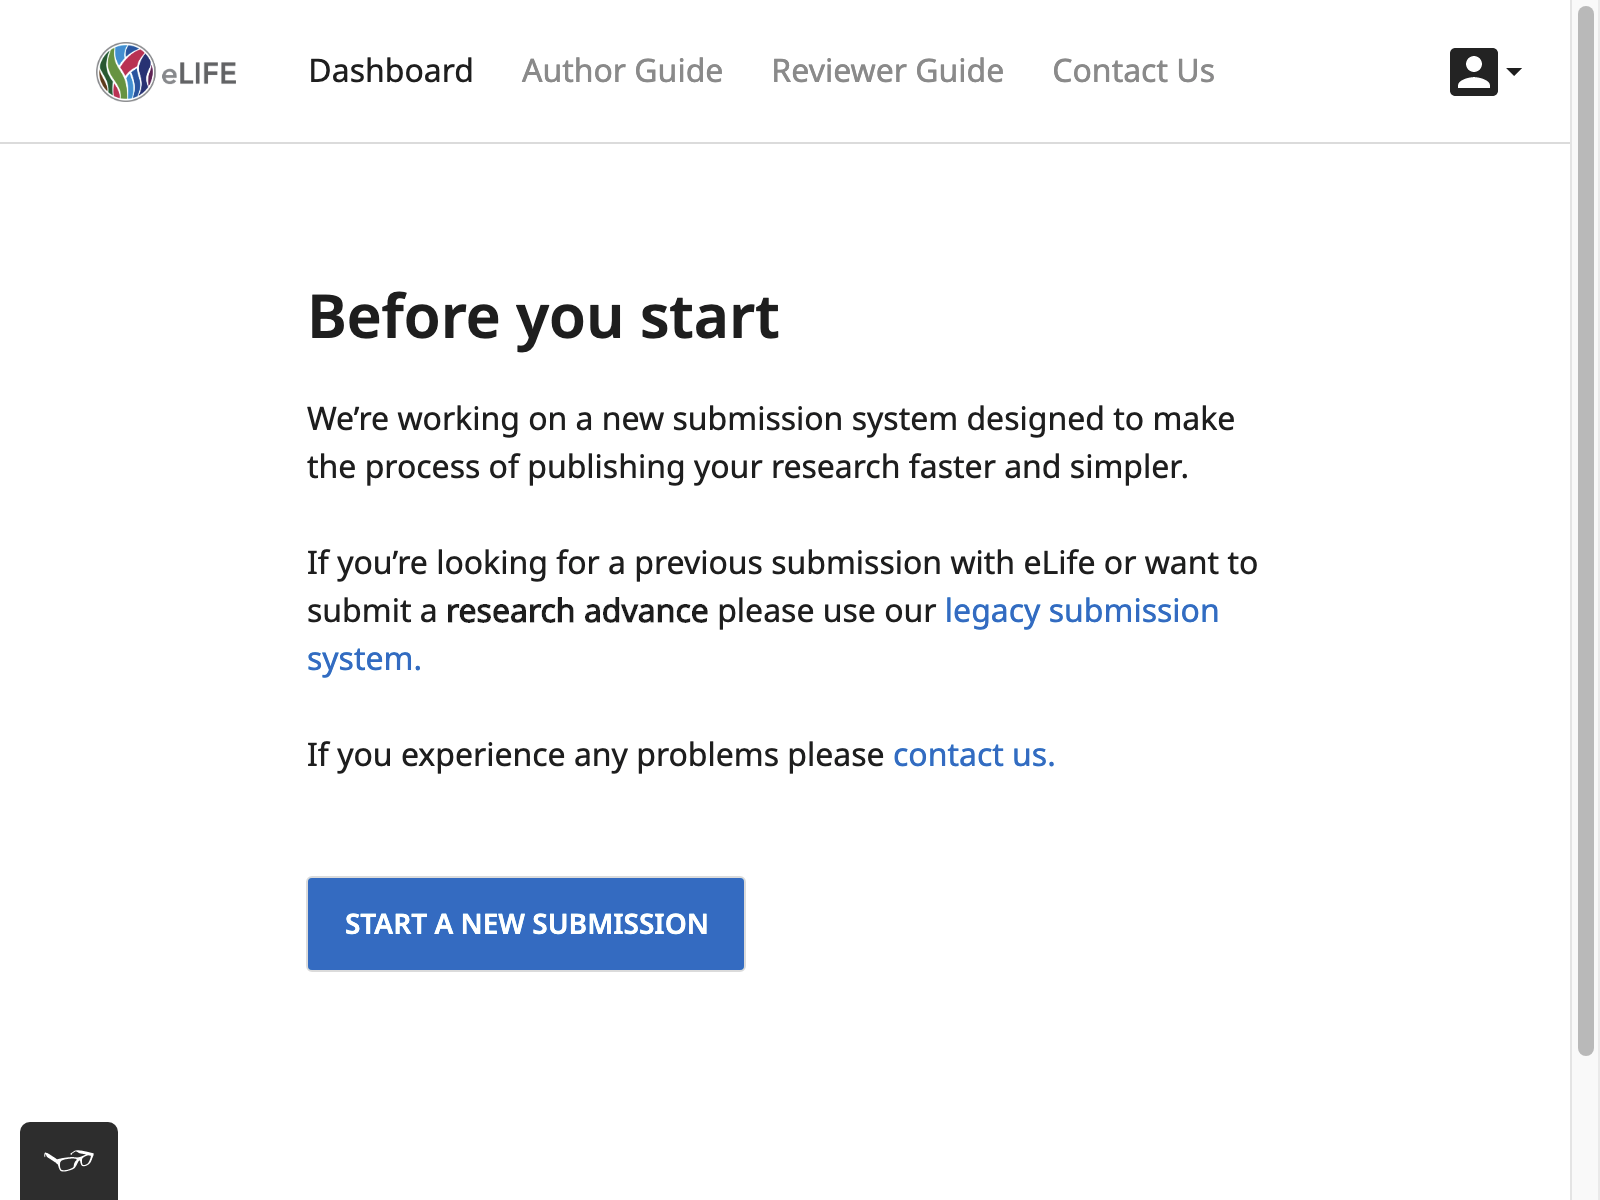 eLIFE
Dashboard
Author Guide
Reviewer Guide
Contact Us
Before you start
We’re working on a new submission system designed to make
the process of publishing your research faster and simpler.
If you’re looking for a previous submission with eLife or want to
submit a research advance please use our legacy submission
system.
If you experience any problems please contact us.
START A NEW SUBMISSION